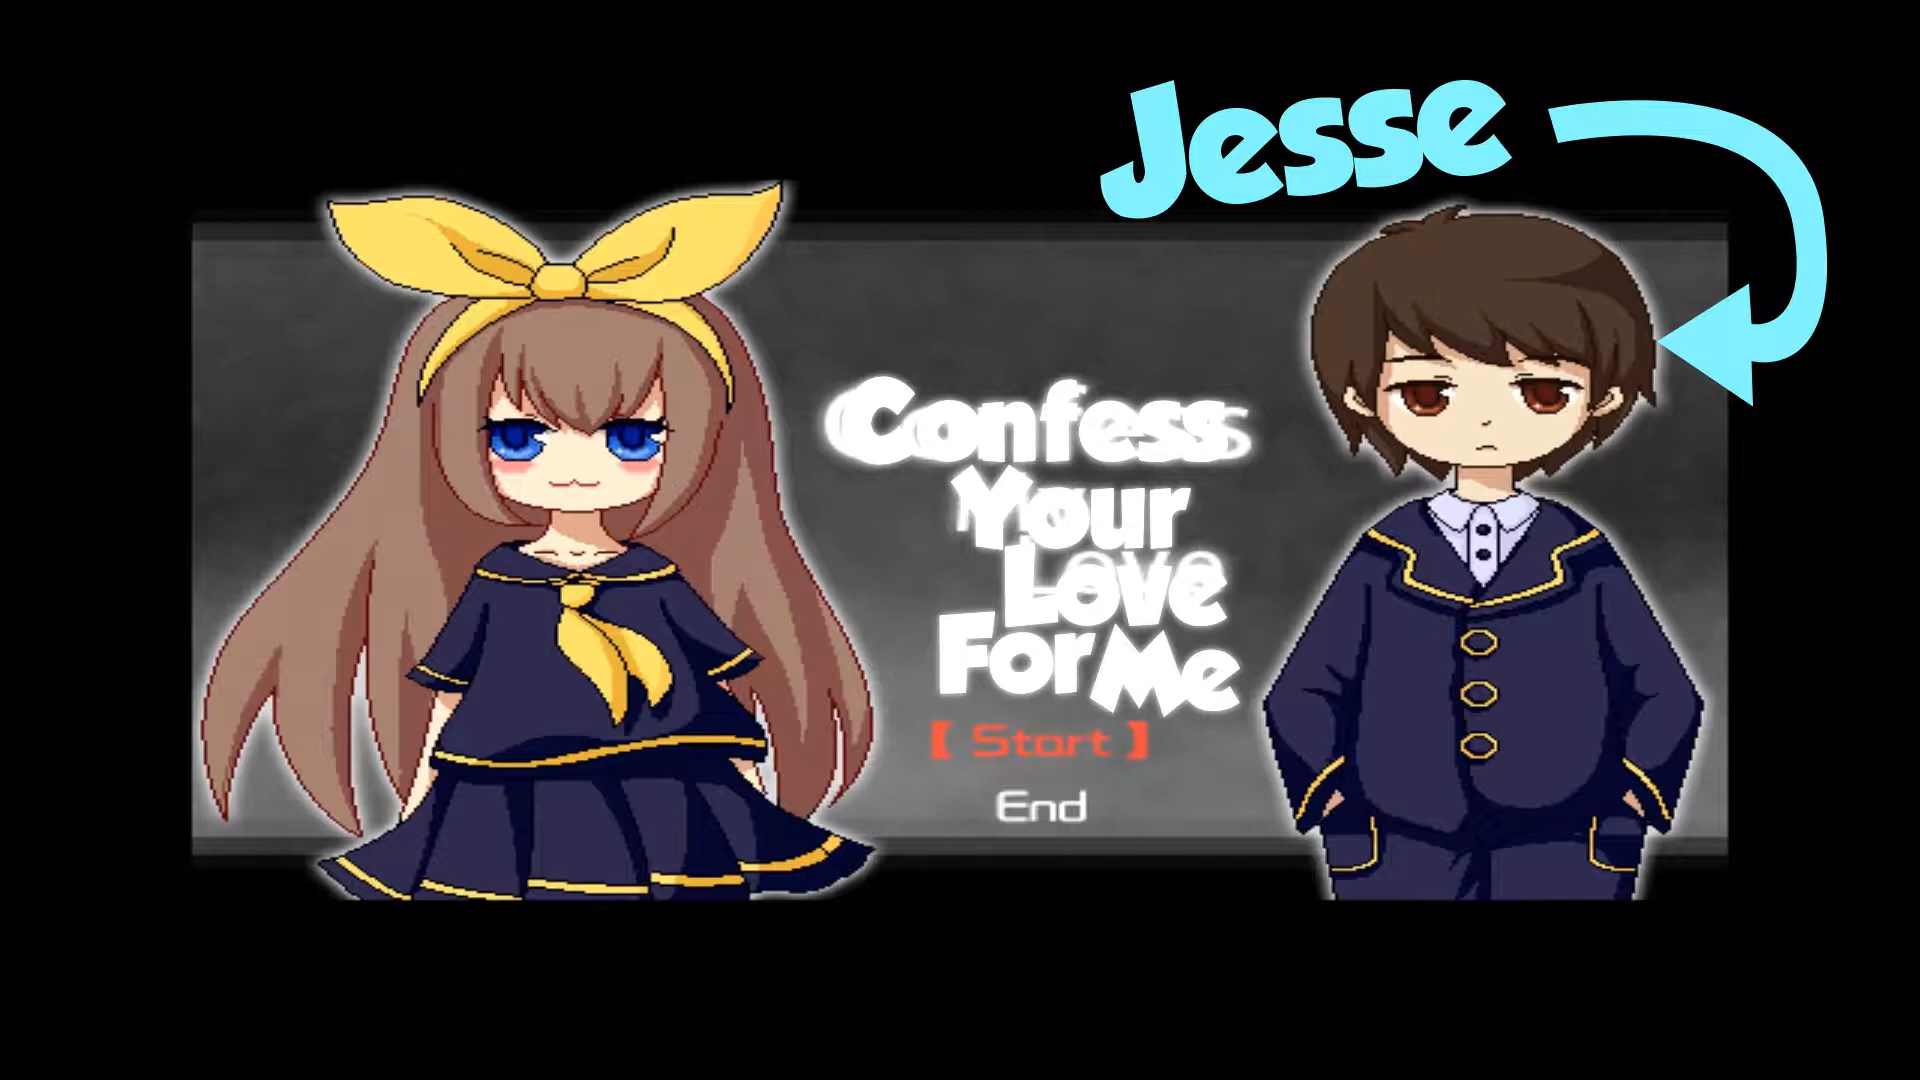 Jesse
Confess
Your
Love
For Me
【 Start 】
End